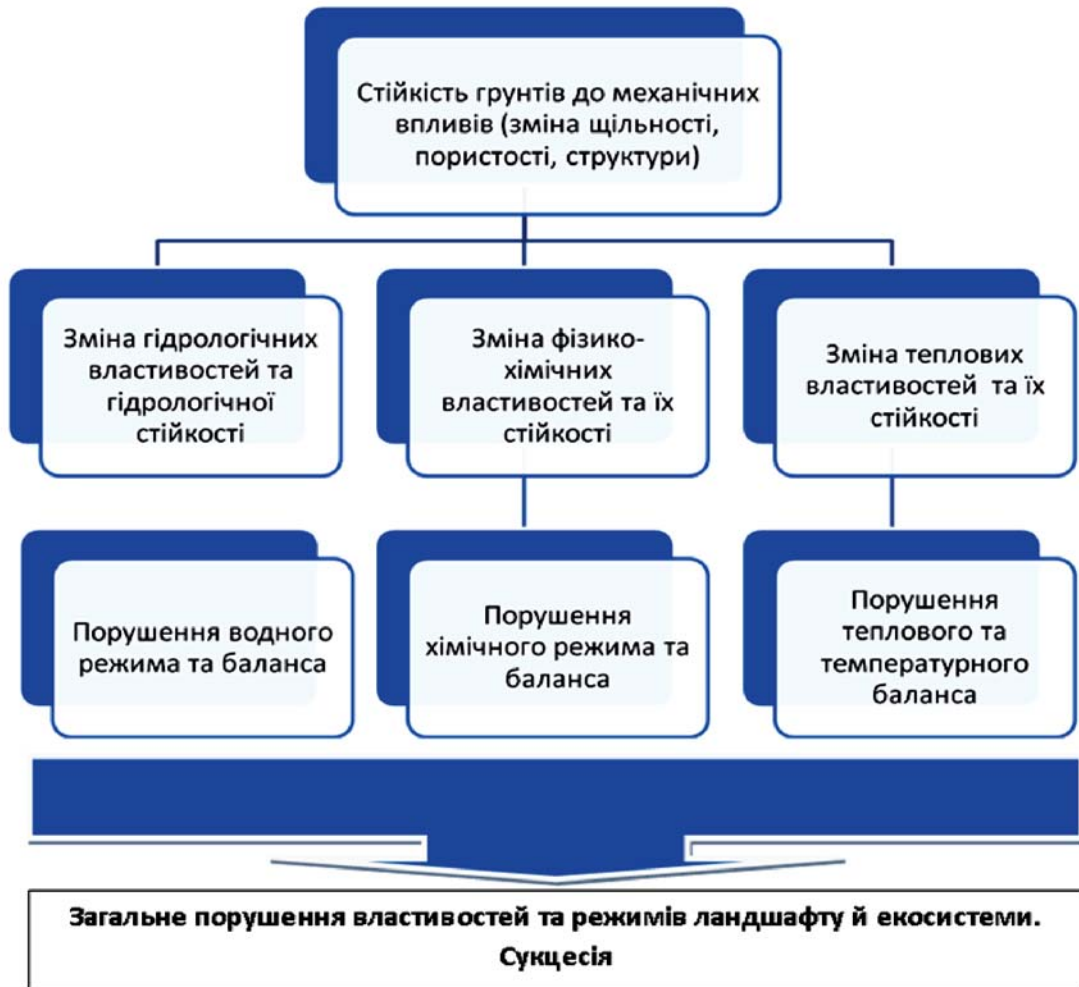 Стійкість грунтів до механічних
впливів (зміна щільності,
пористості, структури)
Зміна гідрологічних
властивостей та
гідрологічної
стійкості
Зміна фізико-
хімічних
властивостей та їх
стійкості
Зміна теплових
властивостей та їх
стійкості
Порушення водного
режима та баланса
Порушення
хімічного режима та
баланса
Порушення
теплового та
температурного
баланса
Загальне порушення властивостей та режимів ландшафту й екосистеми.
Сукцесія